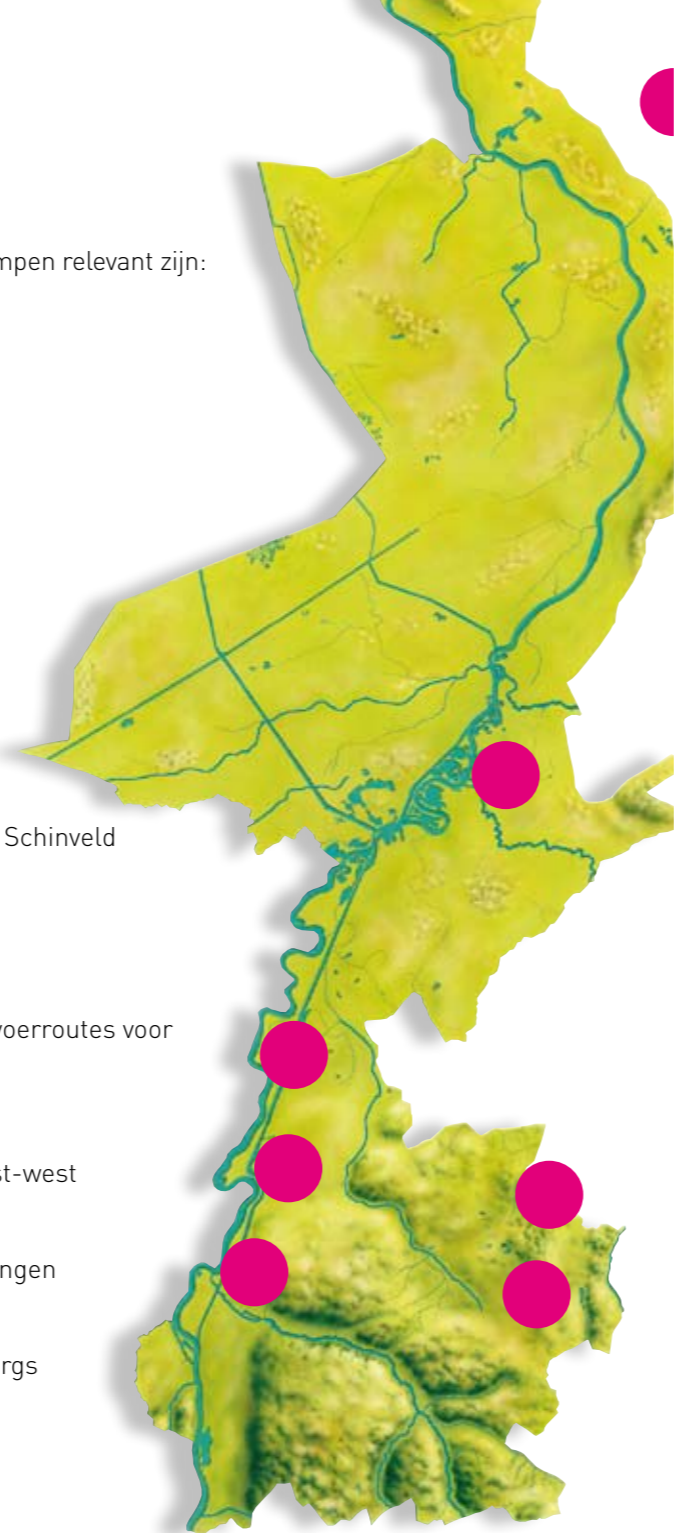 mpen relevant zijn:
Schinveld
voerroutes voor
st-west
ngen
rgs